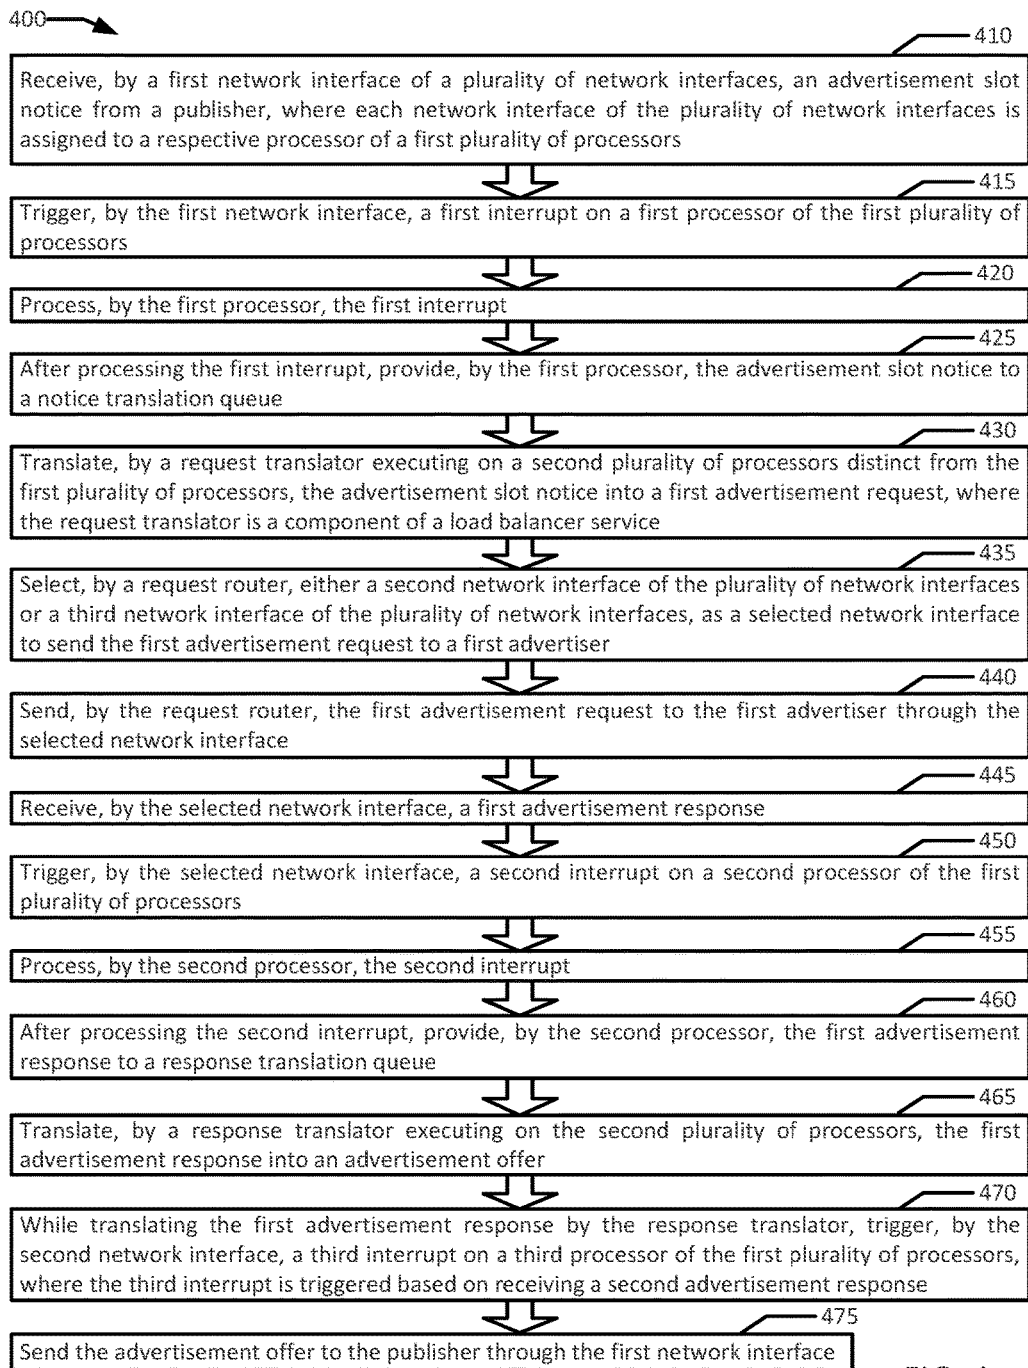 400
410
Receive, by a first network interface of a plurality of network interfaces, an advertisement slot
notice from a publisher, where each network interface of the plurality of network interfaces is
assigned to a respective processor of a first plurality of processors
415
Trigger, by the first network interface, a first interrupt on a first processor of the first plurality of
processors
420
Process, by the first processor, the first interrupt
425
After processing the first interrupt, provide, by the first processor, the advertisement slot notice to
a notice translation queue
430
Translate, by a request translator executing on a second plurality of processors distinct from the
first plurality of processors, the advertisement slot notice into a first advertisement request, where
the request translator is a component of a load balancer service
435
Select, by a request router, either a second network interface of the plurality of network interfaces
or a third network interface of the plurality of network interfaces, as a selected network interface
to send the first advertisement request to a first advertiser
440
Send, by the request router, the first advertisement request to the first advertiser through the
selected network interface
445
Receive, by the selected network interface, a first advertisement response
450
Trigger, by the selected network interface, a second interrupt on a second processor of the first
plurality of processors
455
Process, by the second processor, the second interrupt
460
After processing the second interrupt, provide, by the second processor, the first advertisement
response to a response translation queue
465
Translate, by a response translator executing on the second plurality of processors, the first
advertisement response into an advertisement offer
470
While translating the first advertisement response by the response translator, trigger, by the
second network interface, a third interrupt on a third processor of the first plurality of processors,
where the third interrupt is triggered based on receiving a second advertisement response
475
Send the advertisement offer to the publisher through the first network interface